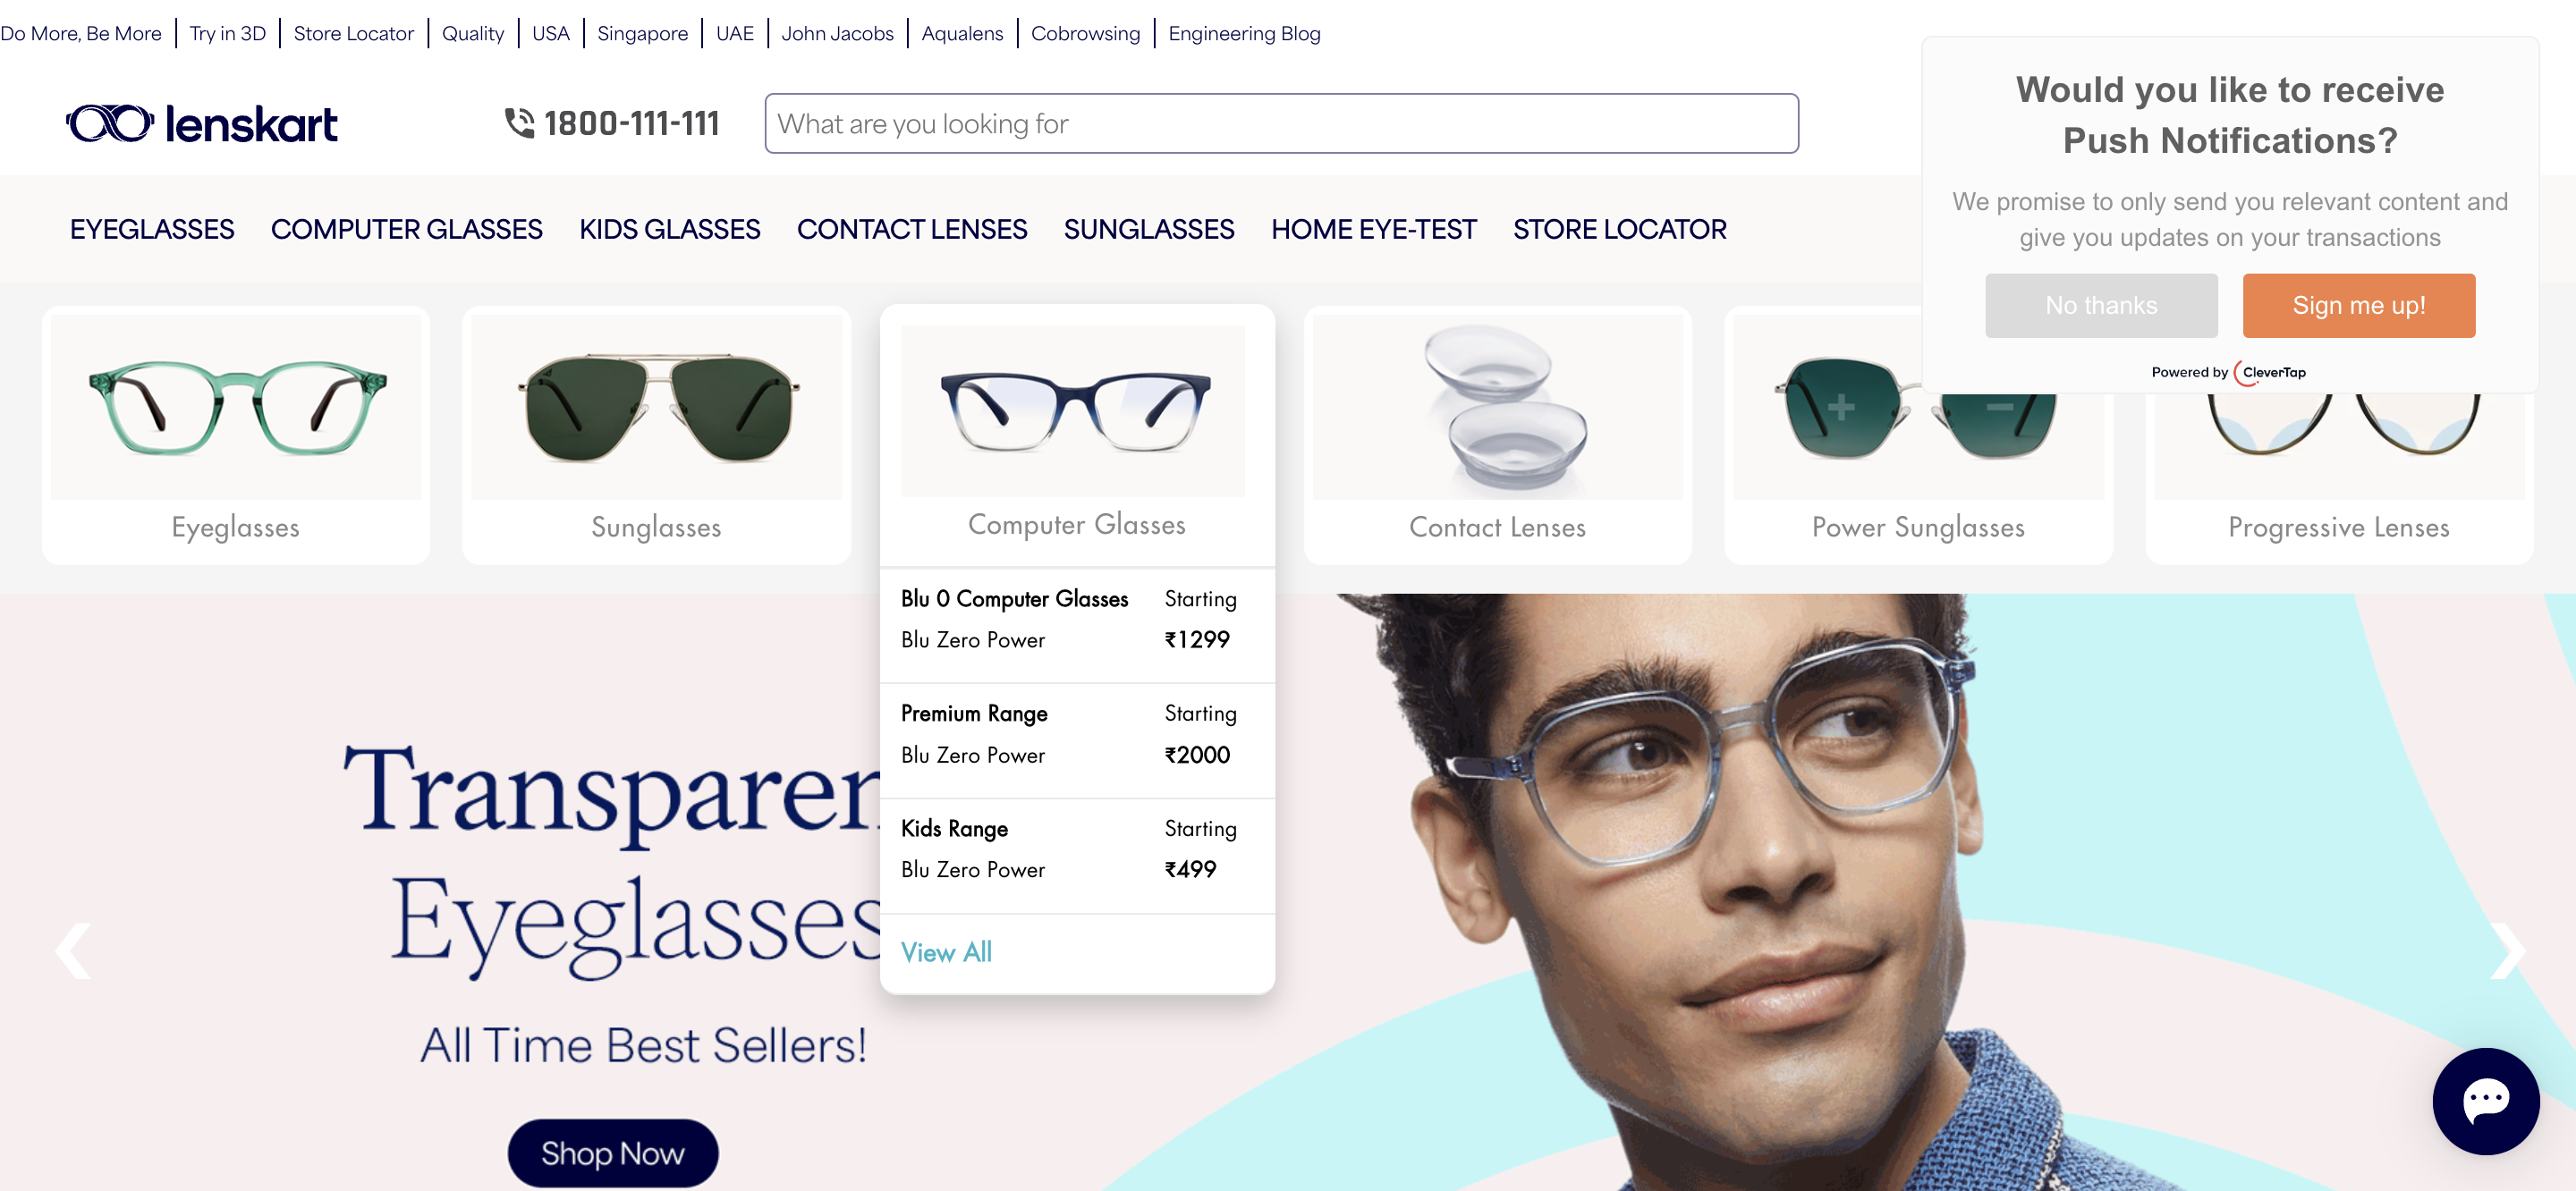 Do More, Be More
Try in 3D
Store Locator
Quality
USA
Singapore
UAE
John Jacobs
Aqualens
Cobrowsing
Engineering Blog
lenskart
1800-111-111
What are you looking for
Would you like to receive
Push Notifications?
We promise to only send you relevant content and
give you updates on your transactions
No thanks
Sign me up!
Powered by CleverTap
EYEGLASSES
COMPUTER GLASSES
KIDS GLASSES
CONTACT LENSES
SUNGLASSES
HOME EYE-TEST
STORE LOCATOR
Eyeglasses
Sunglasses
Computer Glasses
Contact Lenses
Power Sunglasses
Progressive Lenses
Blu 0 Computer Glasses Starting
Blu Zero Power ₹1299
Premium Range Starting
Blu Zero Power ₹2000
Kids Range Starting
Blu Zero Power ₹499
View All
Eyeglasses
All Time Best Sellers!
Shop Now